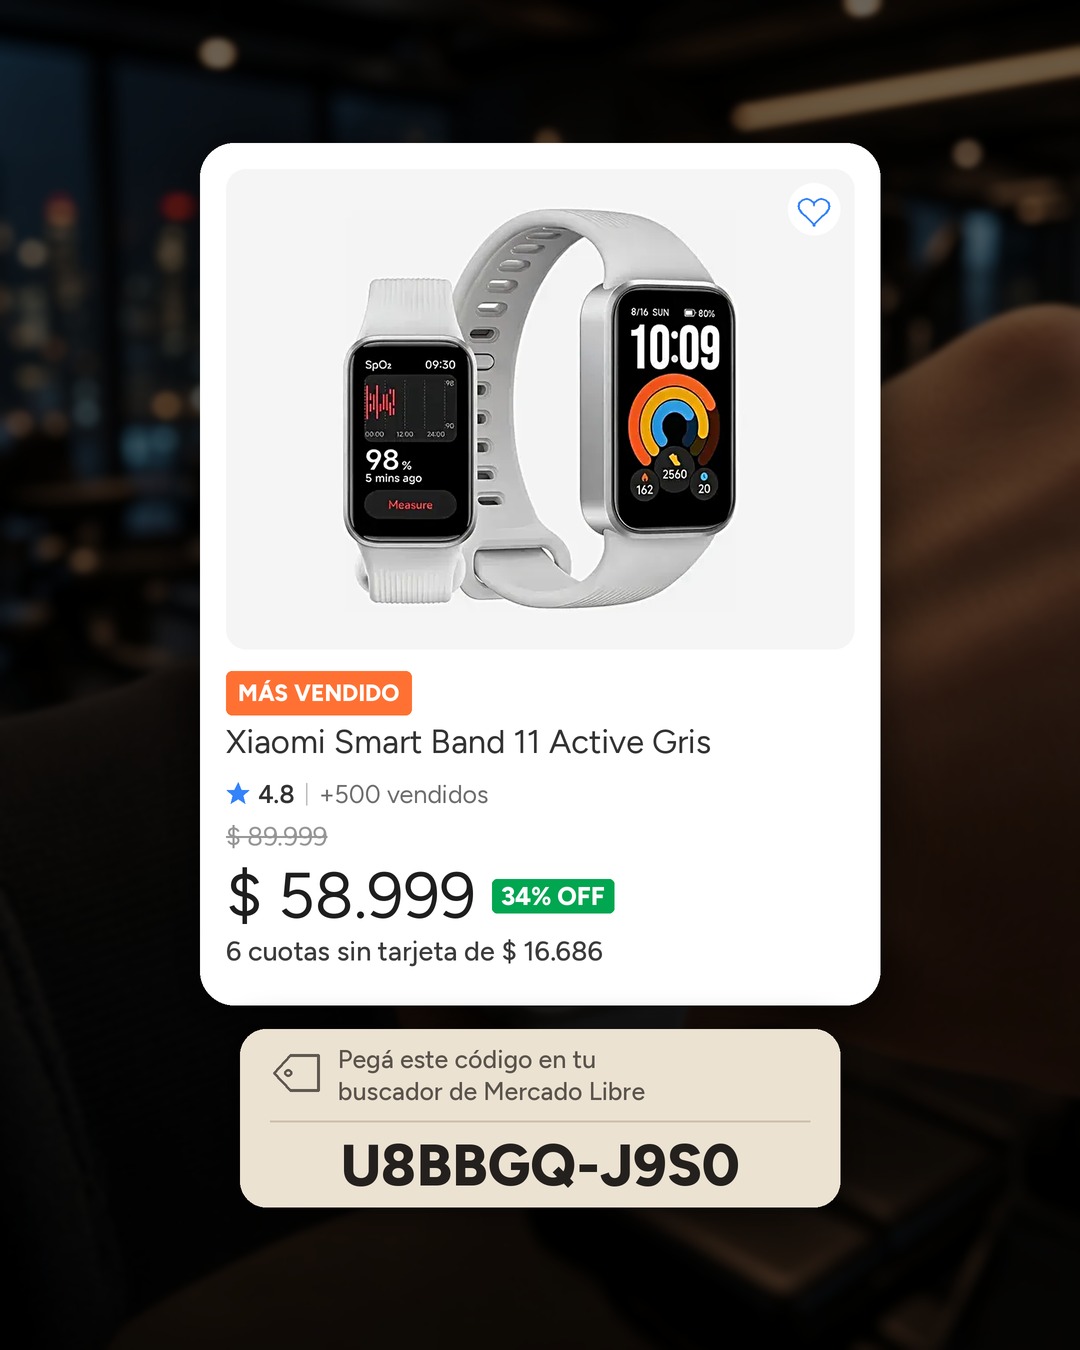 SpO₂ 09:30
98
90
00:00 12:00 24:00
98%
5 mins ago
Measure
8/16 SUN 80%
10:09
2560
162
20
MÁS VENDIDO
Xiaomi Smart Band 11 Active Gris
4.8 | +500 vendidos
$ 89.999
$ 58.999 34% OFF
6 cuotas sin tarjeta de $ 16.686
Pegá este código en tu
buscador de Mercado Libre
U8BBGQ-J9S0